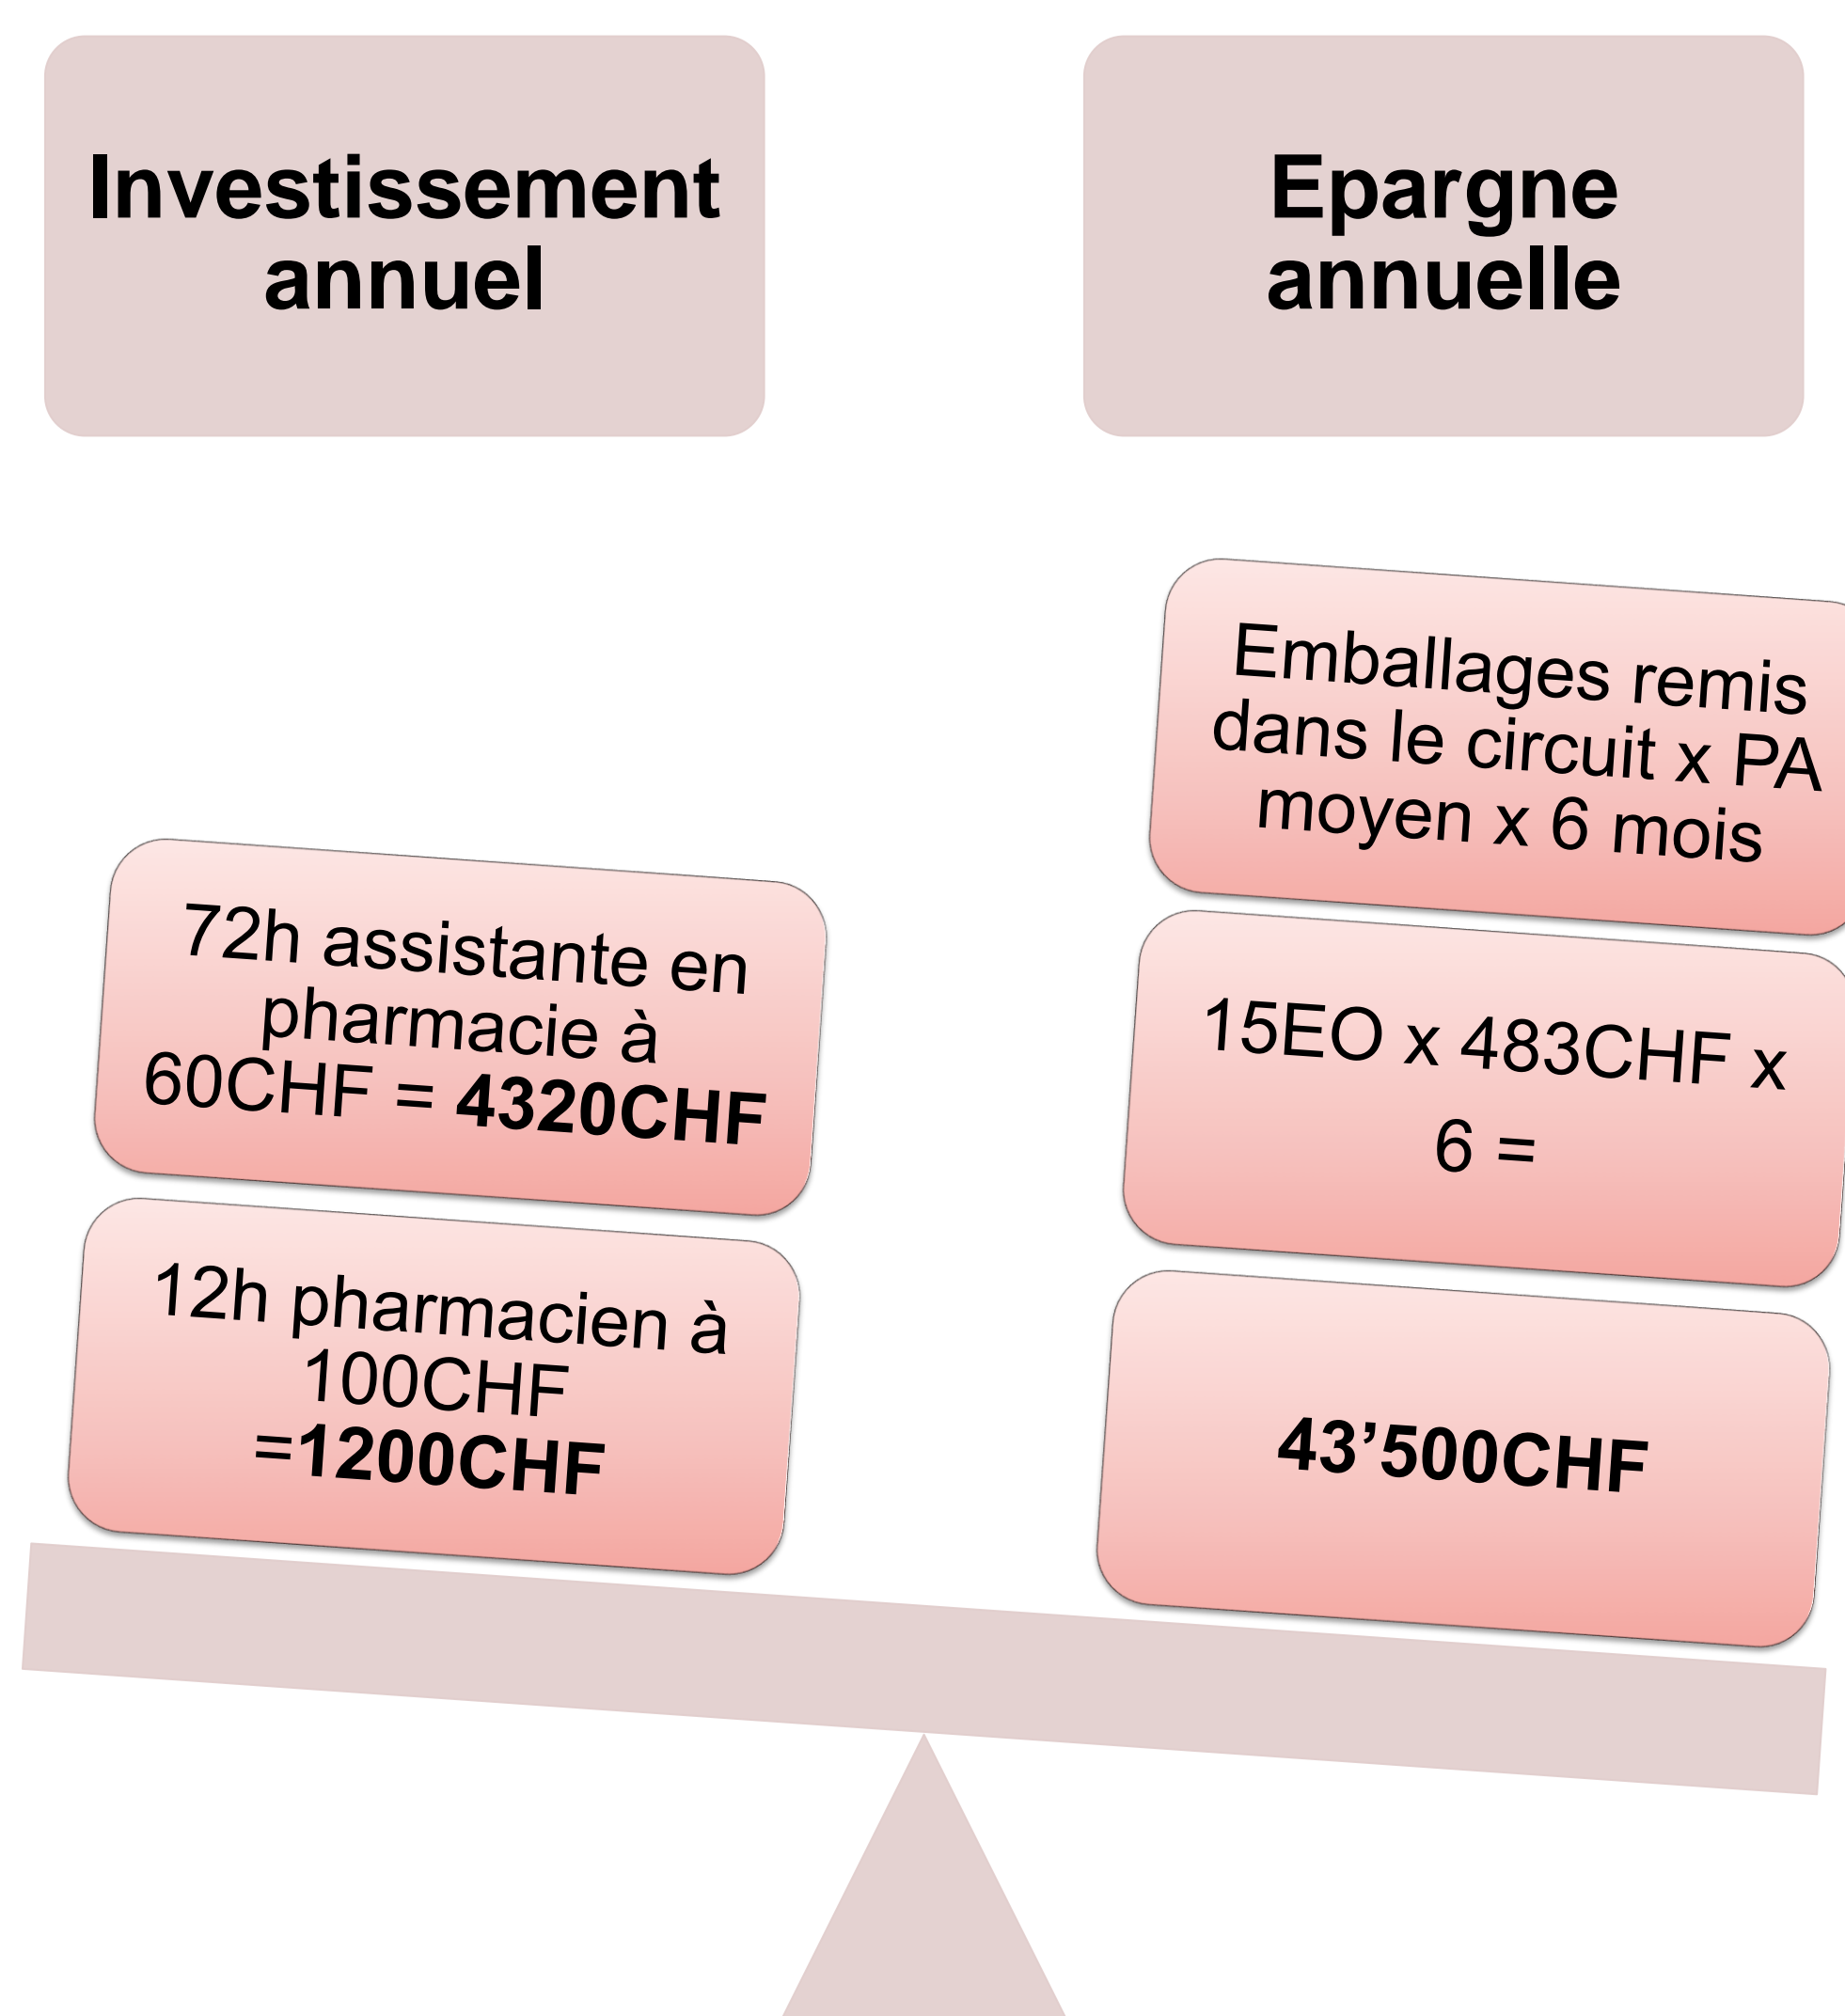 Investissement
annuel
Epargne
annuelle
72h assistante en
pharmacie à
60CHF = 4320CHF
12h pharmacien à
100CHF
=1200CHF
Emballages remis
dans le circuit x PA
moyen x 6 mois
15EO x 483CHF x
6 =
43’500CHF